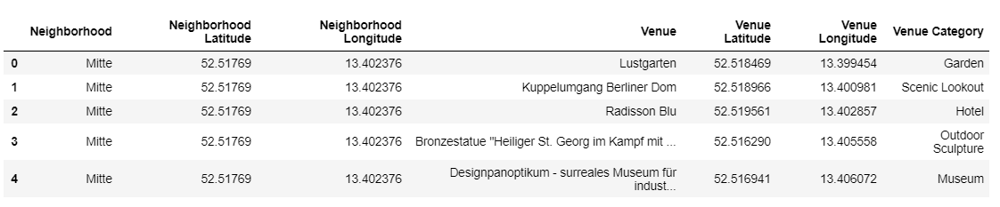 Neighborhood Neighborhood Latitude Neighborhood Longitude Venue Venue Latitude Venue Longitude Venue Category
0 Mitte 52.51769 13.402376 Lustgarten 52.518469 13.399454 Garden
1 Mitte 52.51769 13.402376 Kuppelumgang Berliner Dom 52.518966 13.400981 Scenic Lookout
2 Mitte 52.51769 13.402376 Radisson Blu 52.519561 13.402857 Hotel
3 Mitte 52.51769 13.402376 Bronzestatue "Heiliger St. Georg im Kampf mit ... 52.516290 13.405558 Outdoor Sculpture
4 Mitte 52.51769 13.402376 Designpanoptikum - surreales Museum für indust... 52.516941 13.406072 Museum